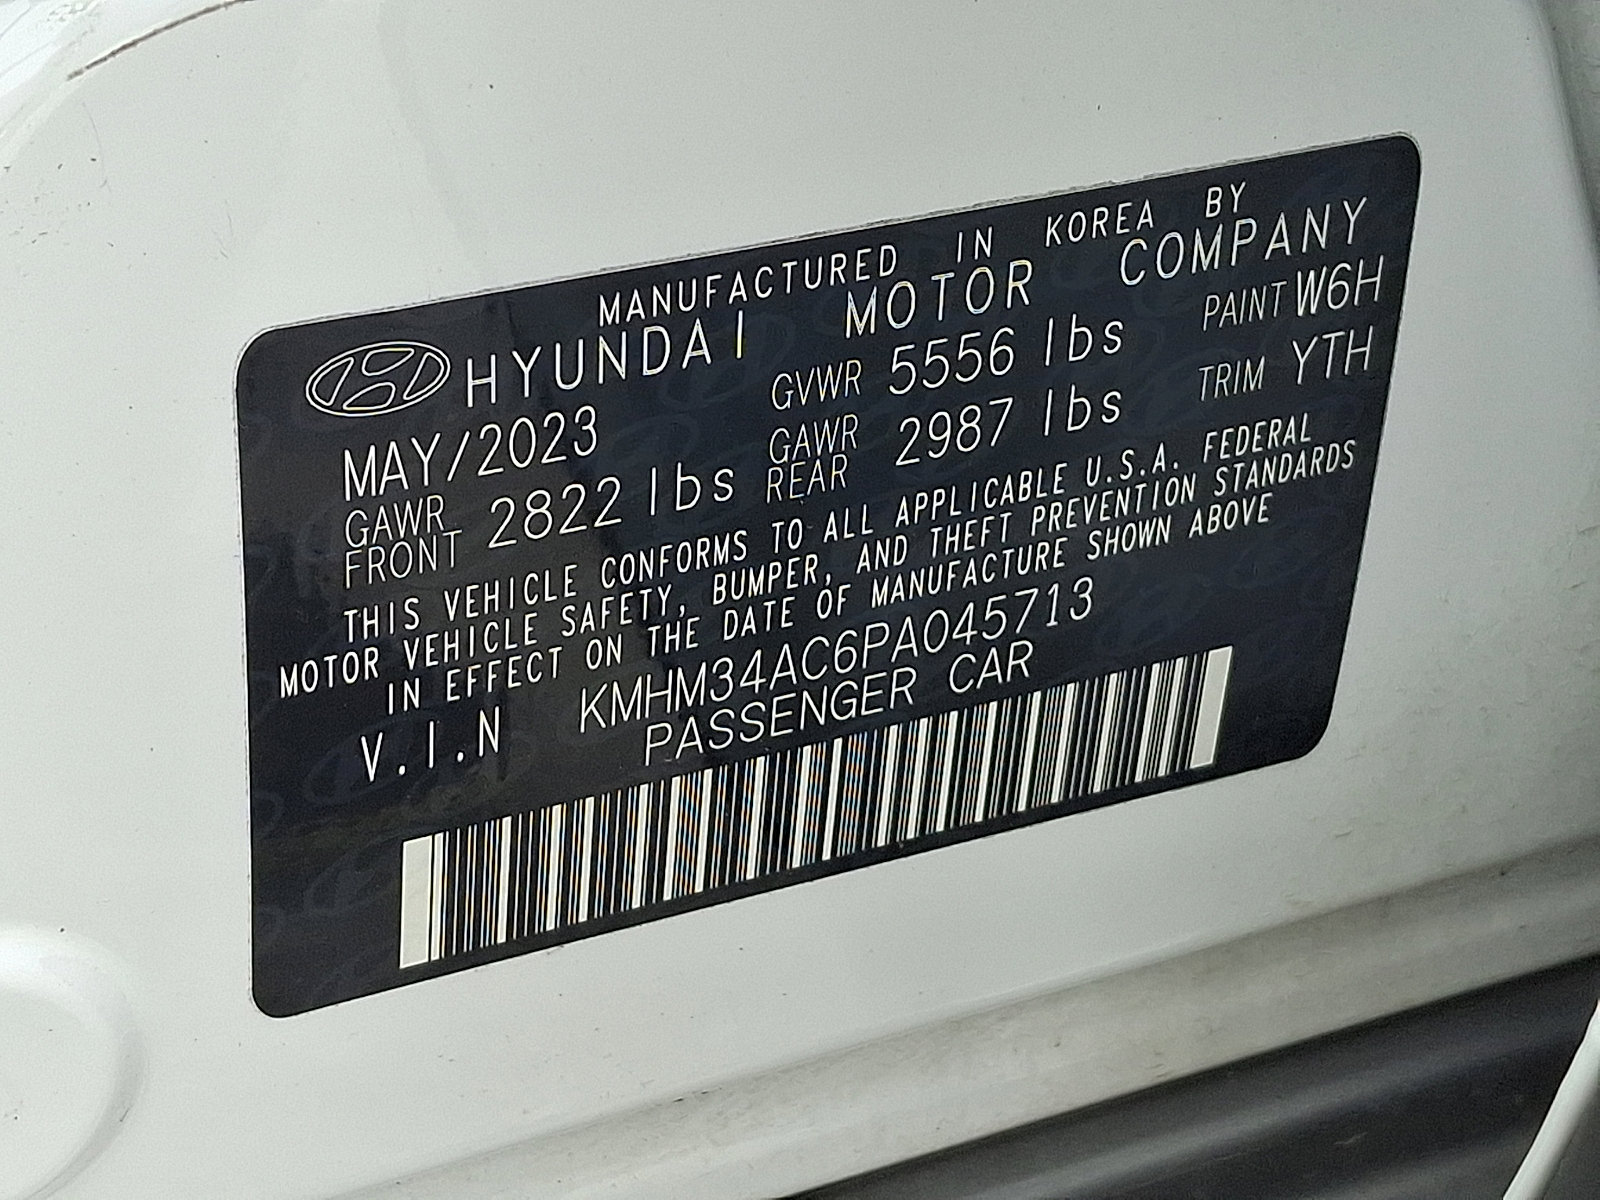 MANUFACTURED IN KOREA BY
HYUNDAI MOTOR COMPANY
MAY/2023 GVWR 5556 lbs PAINT W6H
GAWR FRONT 2822 lbs GAWR REAR 2987 lbs TRIM YTH
THIS VEHICLE CONFORMS TO ALL APPLICABLE U.S.A. FEDERAL
MOTOR VEHICLE SAFETY, BUMPER, AND THEFT PREVENTION STANDARDS
IN EFFECT ON THE DATE OF MANUFACTURE SHOWN ABOVE
V.I.N KMHM34AC6PA045713
PASSENGER CAR